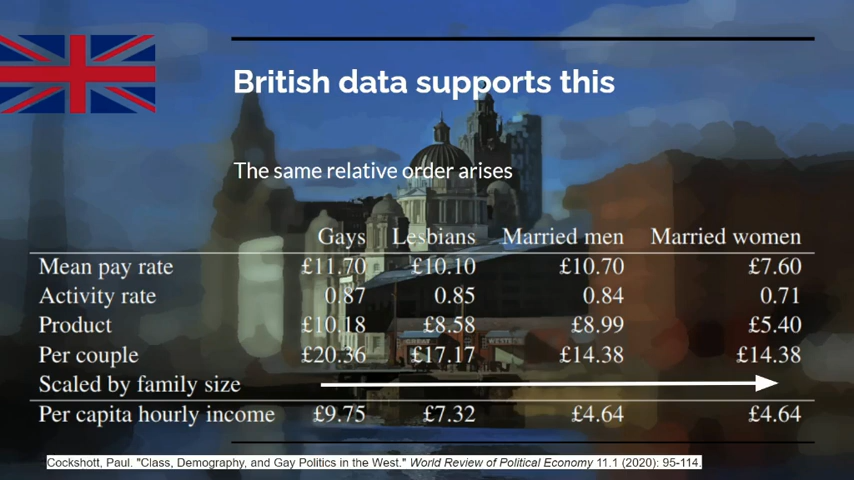 British data supports this
The same relative order arises
Gays Lesbians Married men Married women
Mean pay rate £11.70 £10.10 £10.70 £7.60
Activity rate 0.87 0.85 0.84 0.71
Product £10.18 £8.58 £8.99 £5.40
Per couple £20.36 £17.17 £14.38 £14.38
Scaled by family size
Per capita hourly income £9.75 £7.32 £4.64 £4.64
Cockshott, Paul. "Class, Demography, and Gay Politics in the West." World Review of Political Economy 11.1 (2020): 95-114.